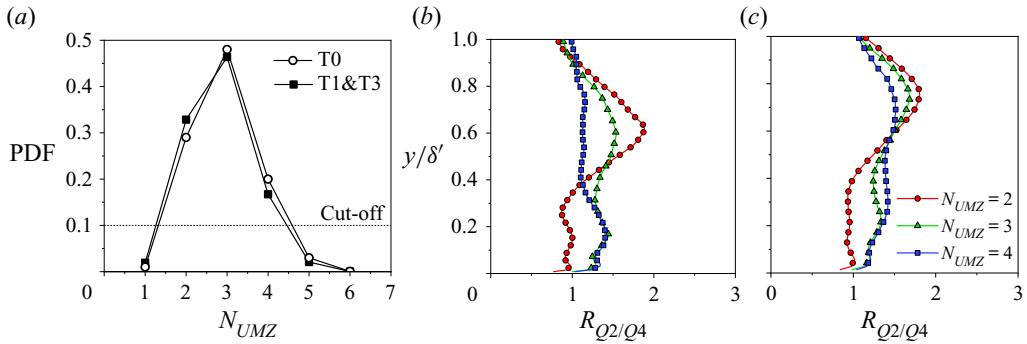 (a)
0.5
0.4
0.3
0.2
0.1
0
PDF
T0
T1&T3
Cut-off
1 2 3 4 5 6 7
N_UMZ
(b)
1.0
0.8
0.6
0.4
0.2
y/δ′
0 1 2 3
R_Q2/Q4
(c)
N_UMZ = 2
N_UMZ = 3
N_UMZ = 4
0 1 2 3
R_Q2/Q4